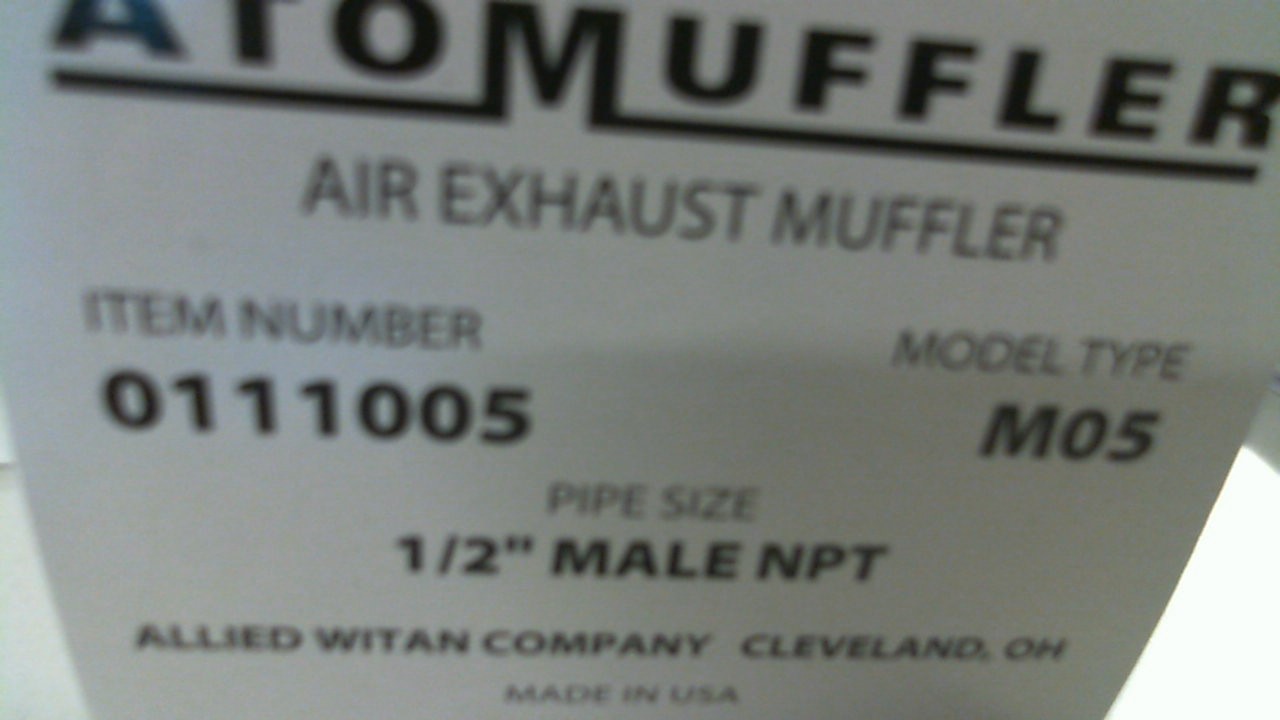 ATOMUFFLER
AIR EXHAUST MUFFLER
ITEM NUMBER
MODEL TYPE
0111005
M05
PIPE SIZE
1/2" MALE NPT
ALLIED WITAN COMPANY CLEVELAND, OH
MADE IN USA